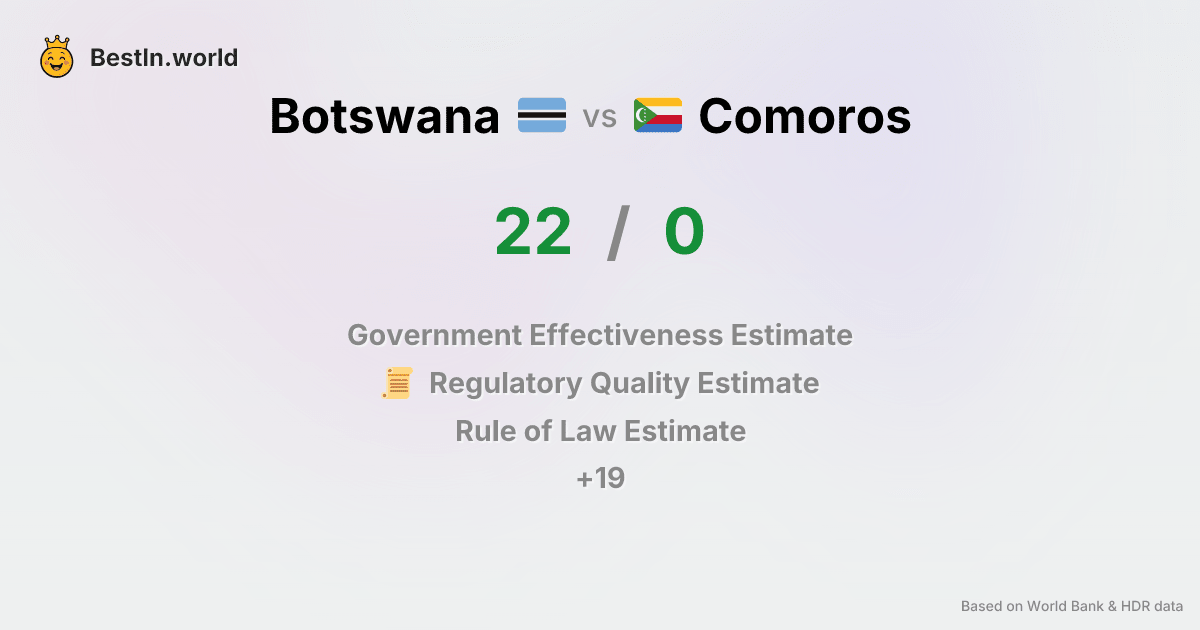 BestIn.world
Botswana vs Comoros
22 / 0
Government Effectiveness Estimate
Regulatory Quality Estimate
Rule of Law Estimate
+19
Based on World Bank & HDR data